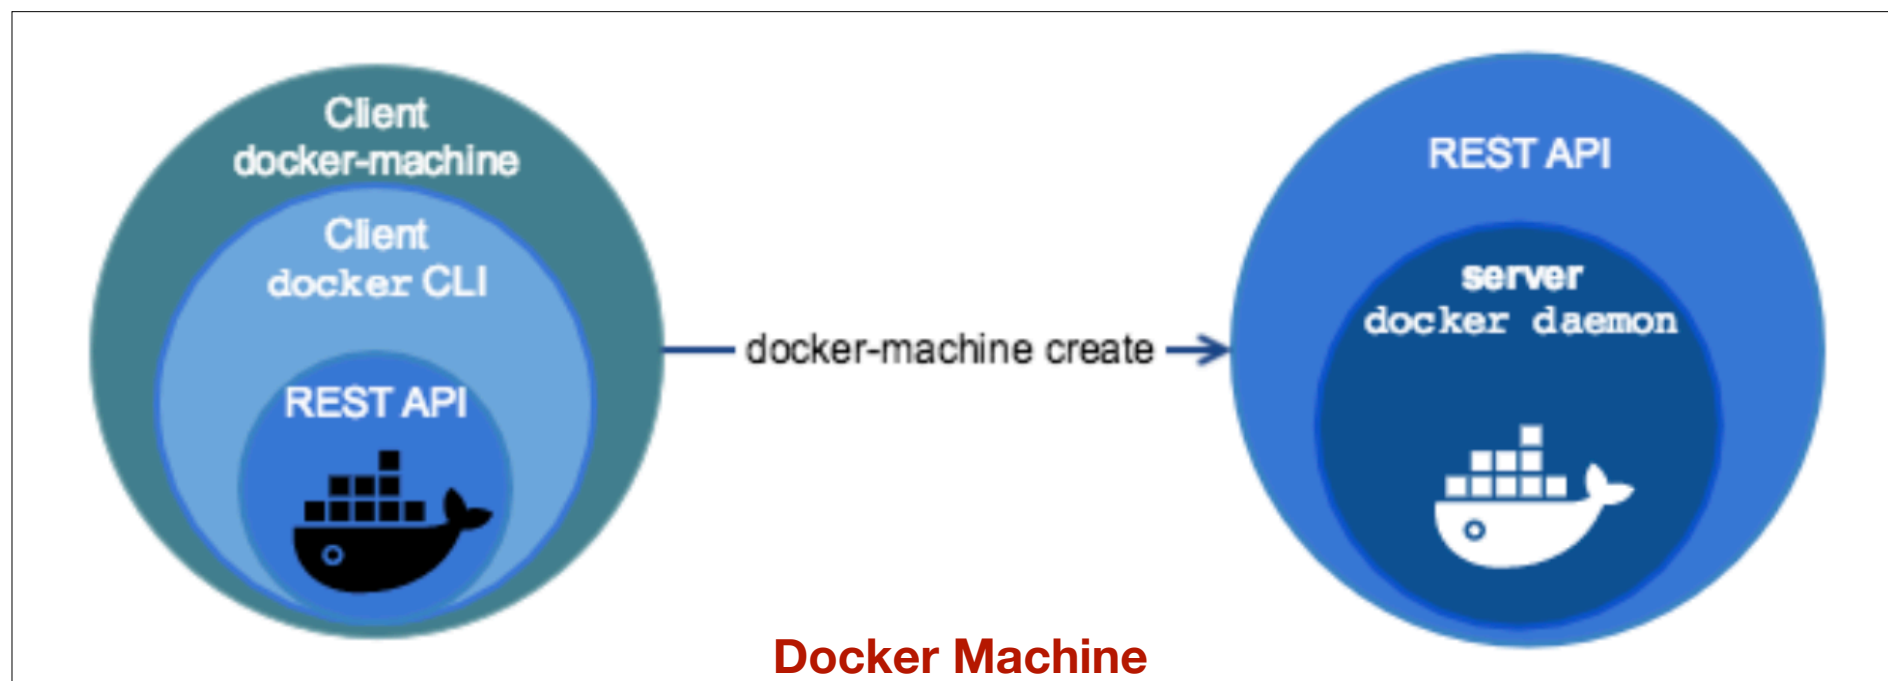 Client
docker-machine
Client
docker CLI
REST API
docker-machine create
REST API
server
docker daemon
Docker Machine